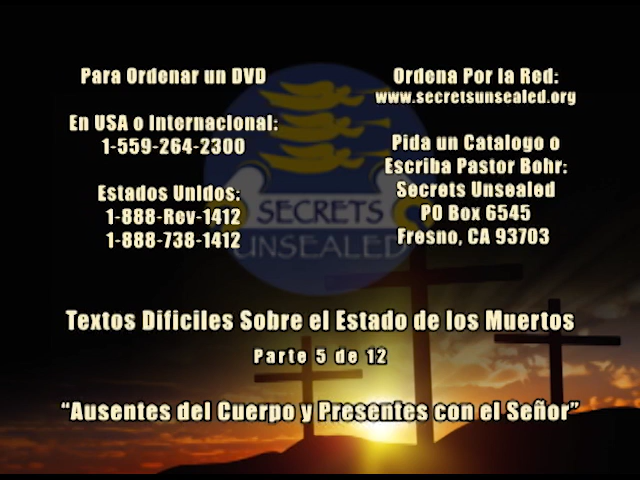 Para Ordenar un DVD
En USA o Internacional:
1-559-264-2300
Estados Unidos:
1-888-Rev-1412
1-888-738-1412
Ordena Por la Red:
www.secretsunsealed.org
Pida un Catalogo o
Escriba Pastor Bohr:
Secrets Unsealed
PO Box 6545
Fresno, CA 93703
SECRETS
UNSEALED
Textos Dificiles Sobre el Estado de los Muertos
Parte 5 de 12
“Ausentes del Cuerpo y Presentes con el Señor”